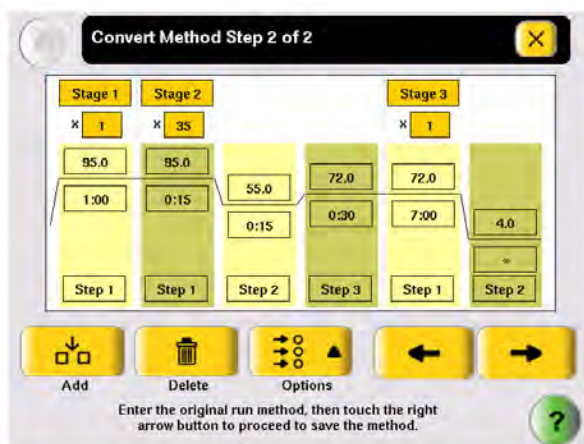 Convert Method Step 2 of 2
Stage 1 Stage 2 Stage 3
x 1 x 35 x 1
95.0 95.0 55.0 72.0 72.0 4.0
1:00 0:15 0:15 0:30 7:00 ∞
Step 1 Step 1 Step 2 Step 3 Step 1 Step 2
Add Delete Options
Enter the original run method, then touch the right
arrow button to proceed to save the method.
?